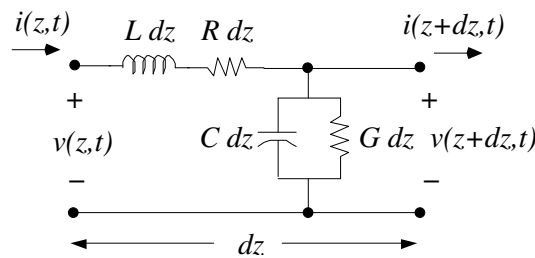 i(z,t)
L dz
R dz
i(z+dz,t)
+
+
v(z,t)
C dz
G dz
v(z+dz,t)
−
−
dz